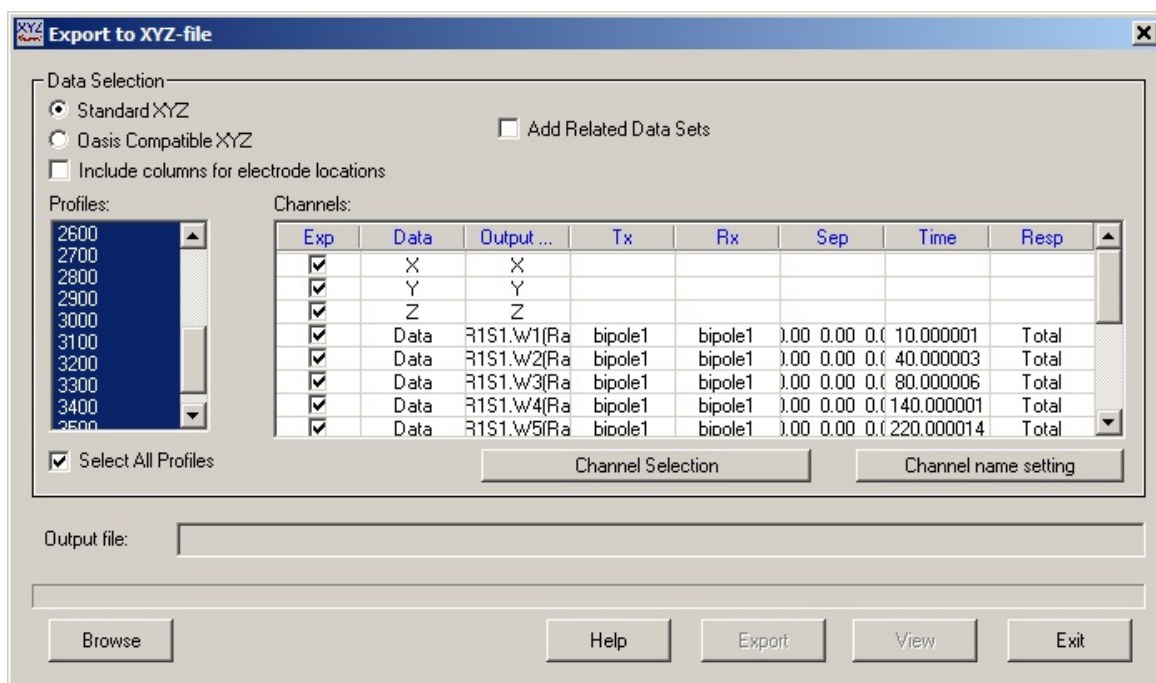 XYZ
Export to XYZ-file
Data Selection
Standard XYZ
Oasis Compatible XYZ
Add Related Data Sets
Include columns for electrode locations
Profiles:
Channels:
2600
2700
2800
2900
3000
3100
3200
3300
3400
3500
Exp Data Output ... Tx Rx Sep Time Resp
X X
Y Y
Z Z
Data R1S1.W1(Ra bipole1 bipole1 0.00 0.00 0.0 10.000001 Total
Data R1S1.W2(Ra bipole1 bipole1 0.00 0.00 0.0 40.000003 Total
Data R1S1.W3(Ra bipole1 bipole1 0.00 0.00 0.0 80.000006 Total
Data R1S1.W4(Ra bipole1 bipole1 0.00 0.00 0.0 140.000001 Total
Data R1S1.W5(Ra bipole1 bipole1 0.00 0.00 0.0 220.000014 Total
Select All Profiles
Channel Selection
Channel name setting
Output file:
Browse
Help
Export
View
Exit